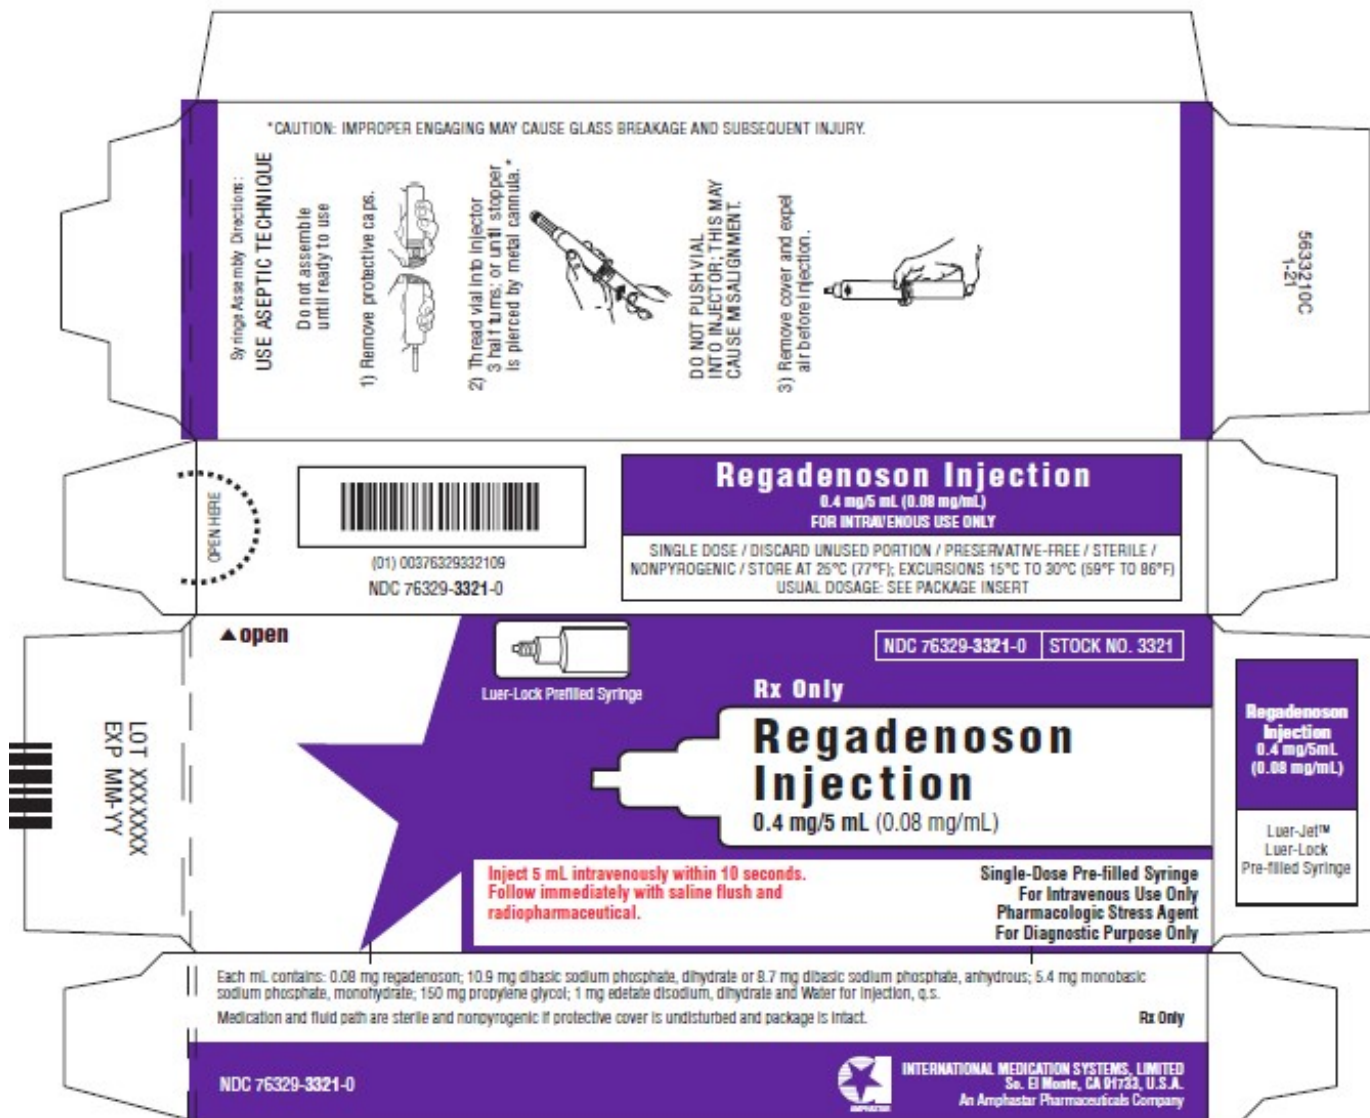 *CAUTION: IMPROPER ENGAGING MAY CAUSE GLASS BREAKAGE AND SUBSEQUENT INJURY.
Syringe Assembly Directions:
USE ASEPTIC TECHNIQUE
Do not assemble
until ready to use
1) Remove protective caps.
2) Thread vial into injector
3 half turns; or until stopper
is pierced by metal cannula.*
DO NOT PUSH VIAL
INTO INJECTOR; THIS MAY
CAUSE MISALIGNMENT.
3) Remove cover and expel
air before injection.
5633210C
1-21
OPEN HERE
(01) 00376329332109
NDC 76329-3321-0
Regadenoson Injection
0.4 mg/5 mL (0.08 mg/mL)
FOR INTRAVENOUS USE ONLY
SINGLE DOSE / DISCARD UNUSED PORTION / PRESERVATIVE-FREE / STERILE /
NONPYROGENIC / STORE AT 25°C (77°F); EXCURSIONS 15°C TO 30°C (59°F TO 86°F)
USUAL DOSAGE: SEE PACKAGE INSERT
▲open
LOT XXXXXXX
EXP MM-YY
Luer-Lock Prefilled Syringe
NDC 76329-3321-0 STOCK NO. 3321
Rx Only
Regadenoson
Injection
0.4 mg/5 mL (0.08 mg/mL)
Inject 5 mL intravenously within 10 seconds.
Follow immediately with saline flush and
radiopharmaceutical.
Single-Dose Pre-filled Syringe
For Intravenous Use Only
Pharmacologic Stress Agent
For Diagnostic Purpose Only
Regadenoson
Injection
0.4 mg/5mL
(0.08 mg/mL)
Luer-Jet™
Luer-Lock
Pre-filled Syringe
Each mL contains: 0.08 mg regadenoson; 10.9 mg dibasic sodium phosphate, dihydrate or 8.7 mg dibasic sodium phosphate, anhydrous; 5.4 mg monobasic
sodium phosphate, monohydrate; 150 mg propylene glycol; 1 mg edetate disodium, dihydrate and Water for Injection, q.s.
Medication and fluid path are sterile and nonpyrogenic if protective cover is undisturbed and package is intact.
Rx Only
NDC 76329-3321-0
AMPHASTAR
INTERNATIONAL MEDICATION SYSTEMS, LIMITED
So. El Monte, CA 91733, U.S.A.
An Amphastar Pharmaceuticals Company